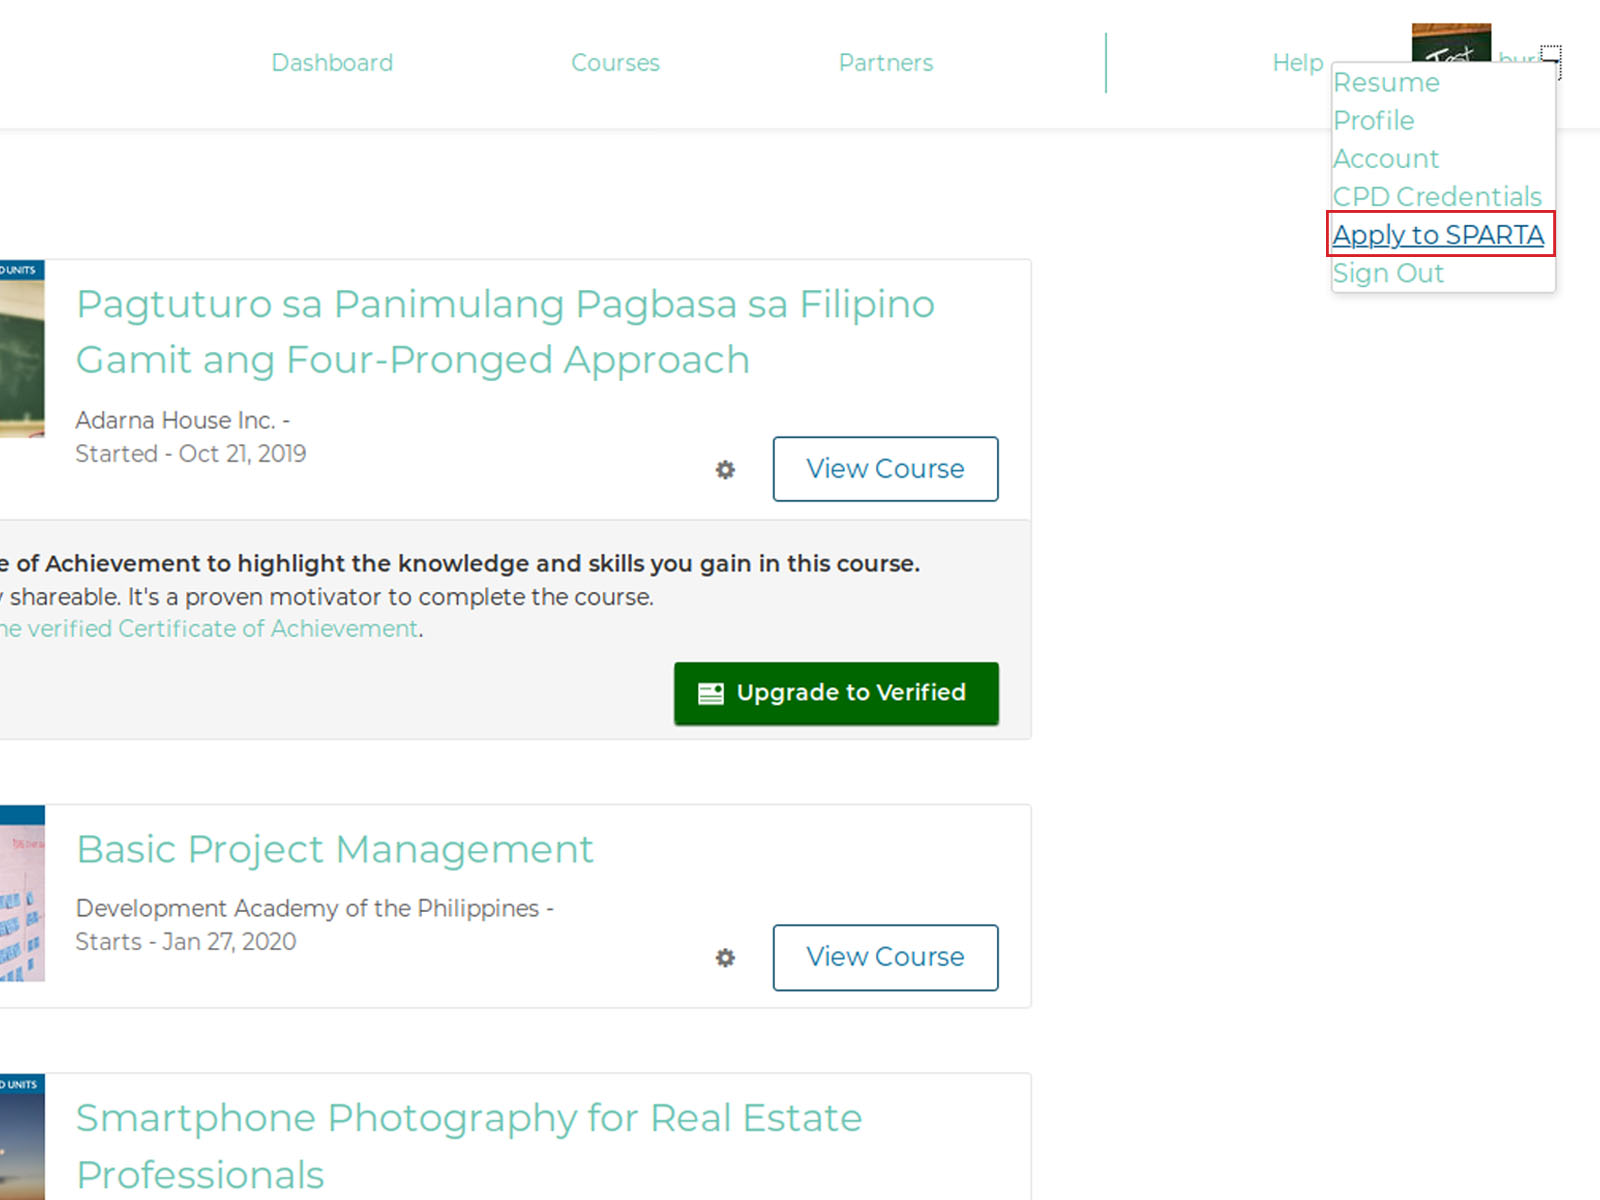 Dashboard
Courses
Partners
Help
Test
Resume
Profile
Account
CPD Credentials
Apply to SPARTA
Sign Out
UNITS
Pagtuturo sa Panimulang Pagbasa sa Filipino
Gamit ang Four-Pronged Approach
Adarna House Inc. -
Started - Oct 21, 2019
View Course
of Achievement to highlight the knowledge and skills you gain in this course.
shareable. It's a proven motivator to complete the course.
verified Certificate of Achievement.
Upgrade to Verified
Basic Project Management
Development Academy of the Philippines -
Starts - Jan 27, 2020
View Course
UNITS
Smartphone Photography for Real Estate
Professionals